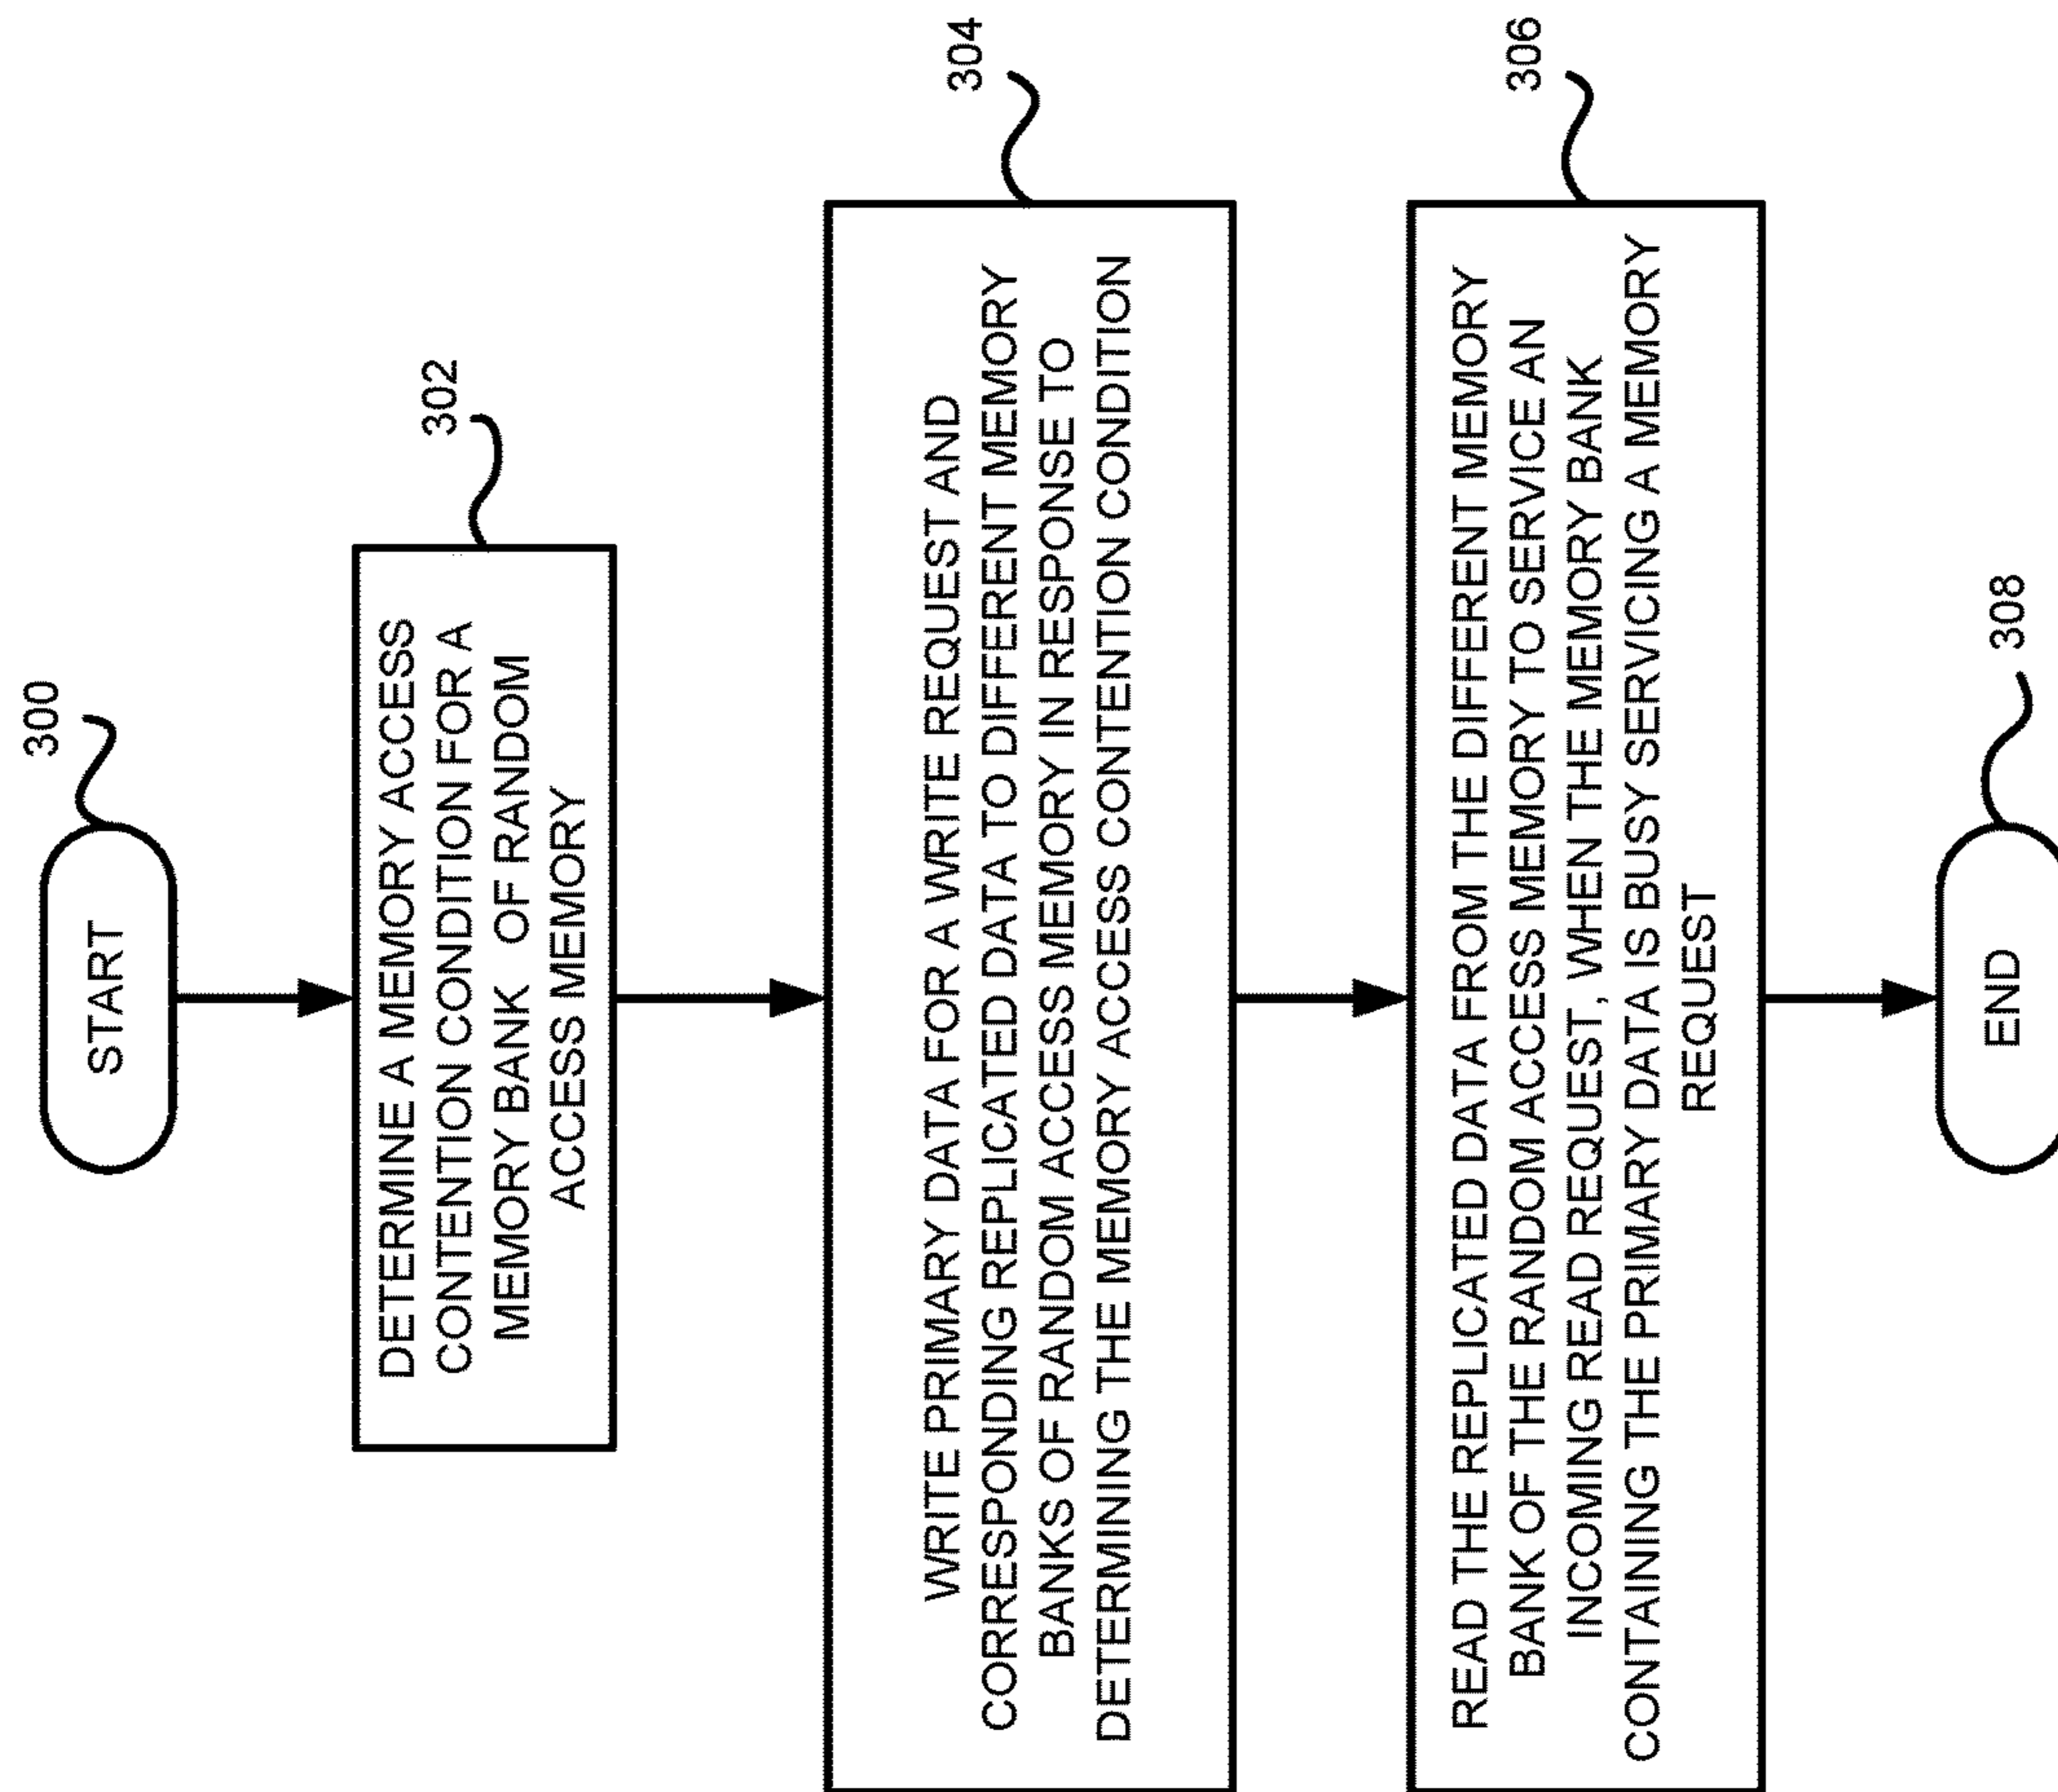 START
300
DETERMINE A MEMORY ACCESS
CONTENTION CONDITION FOR A
MEMORY BANK OF RANDOM
ACCESS MEMORY
302
WRITE PRIMARY DATA FOR A WRITE REQUEST AND
CORRESPONDING REPLICATED DATA TO DIFFERENT MEMORY
BANKS OF RANDOM ACCESS MEMORY IN RESPONSE TO
DETERMINING THE MEMORY ACCESS CONTENTION CONDITION
304
READ THE REPLICATED DATA FROM THE DIFFERENT MEMORY
BANK OF THE RANDOM ACCESS MEMORY TO SERVICE AN
INCOMING READ REQUEST, WHEN THE MEMORY BANK
CONTAINING THE PRIMARY DATA IS BUSY SERVICING A MEMORY
REQUEST
306
END
308